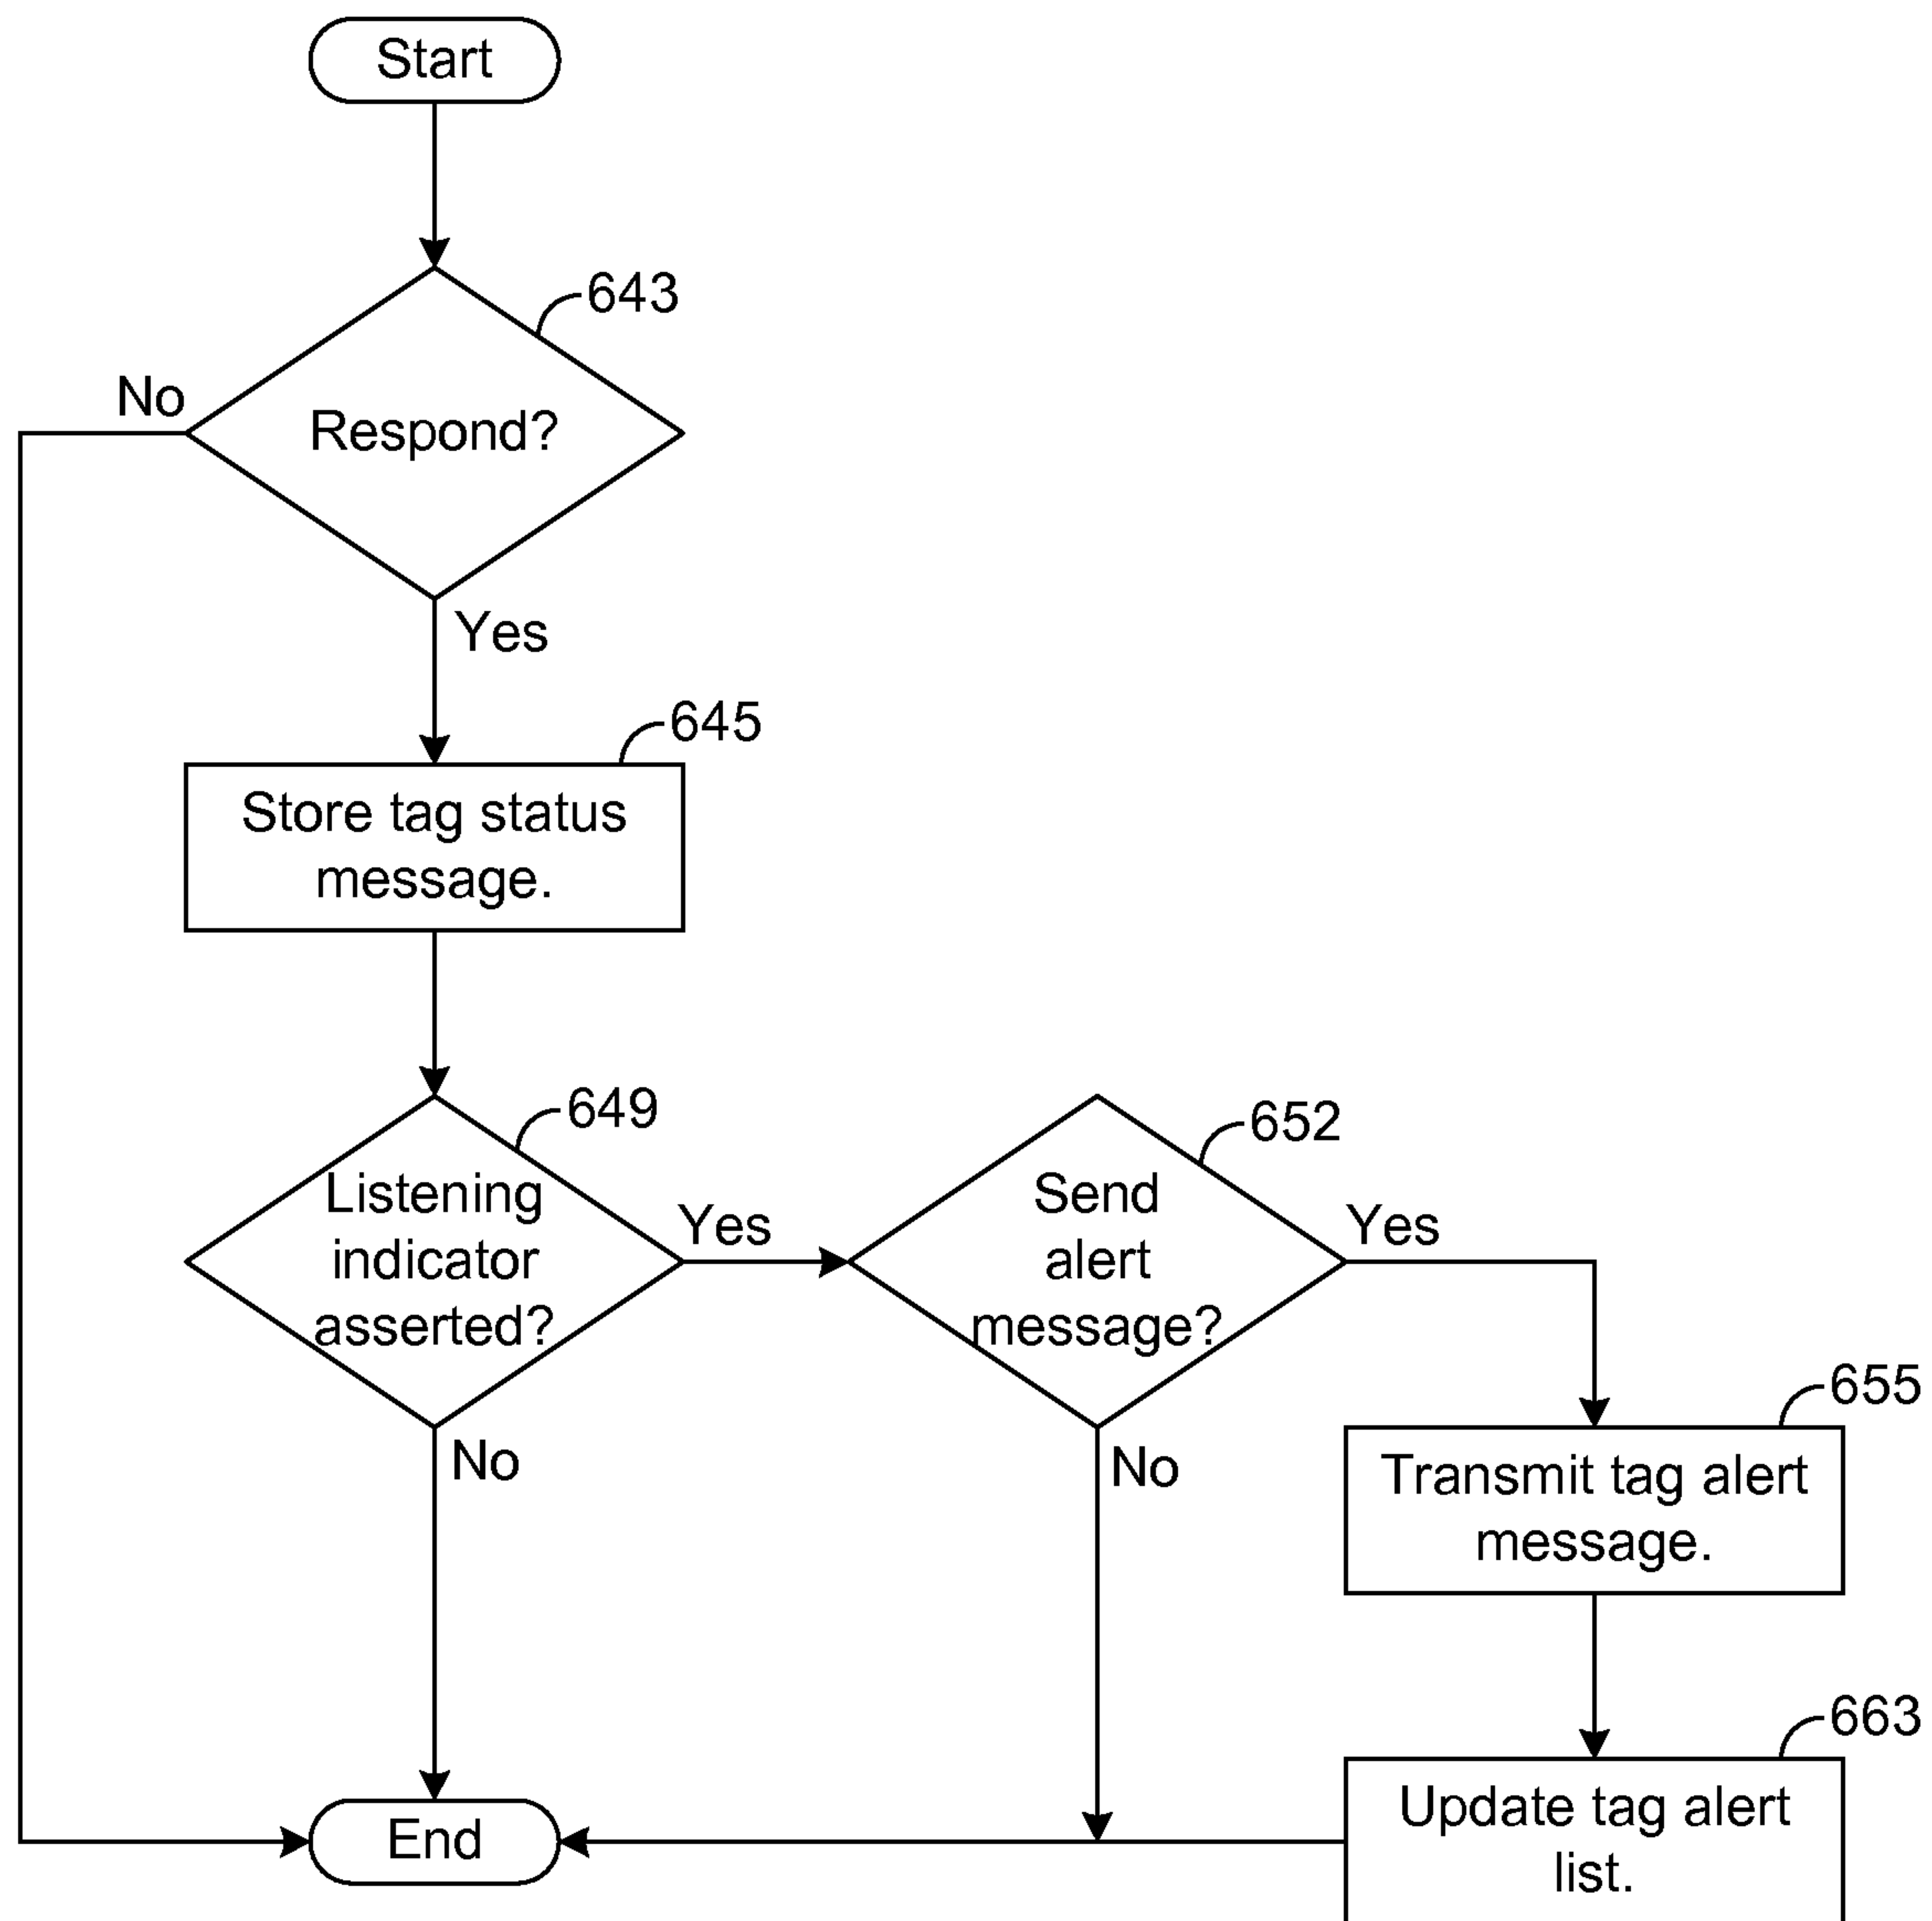 Start
643
No
Respond?
Yes
645
Store tag status
message.
649
Listening
indicator
asserted?
Yes
No
652
Send
alert
message?
Yes
No
655
Transmit tag alert
message.
663
Update tag alert
list.
End